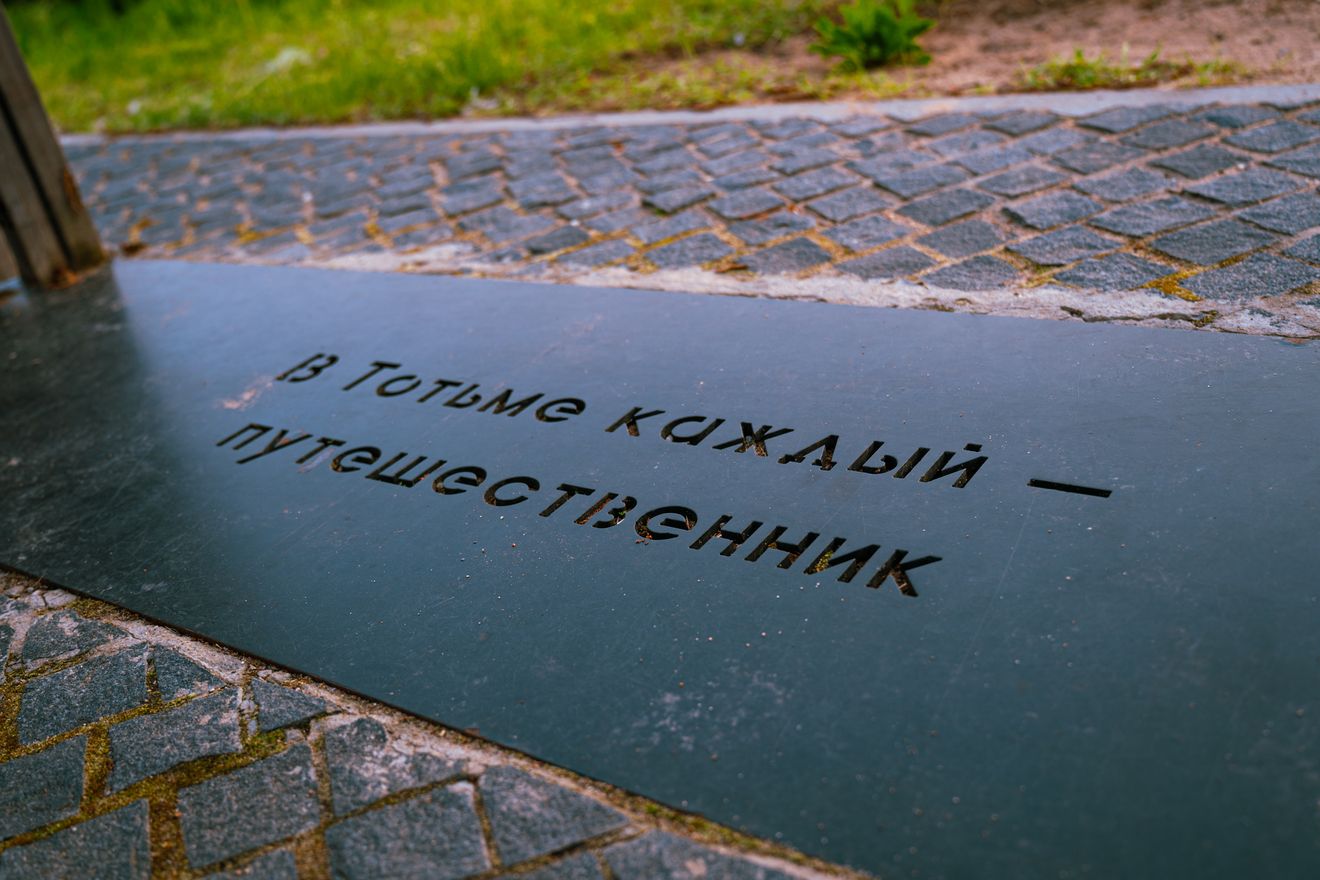 В Тотьме каждый —
путешественник